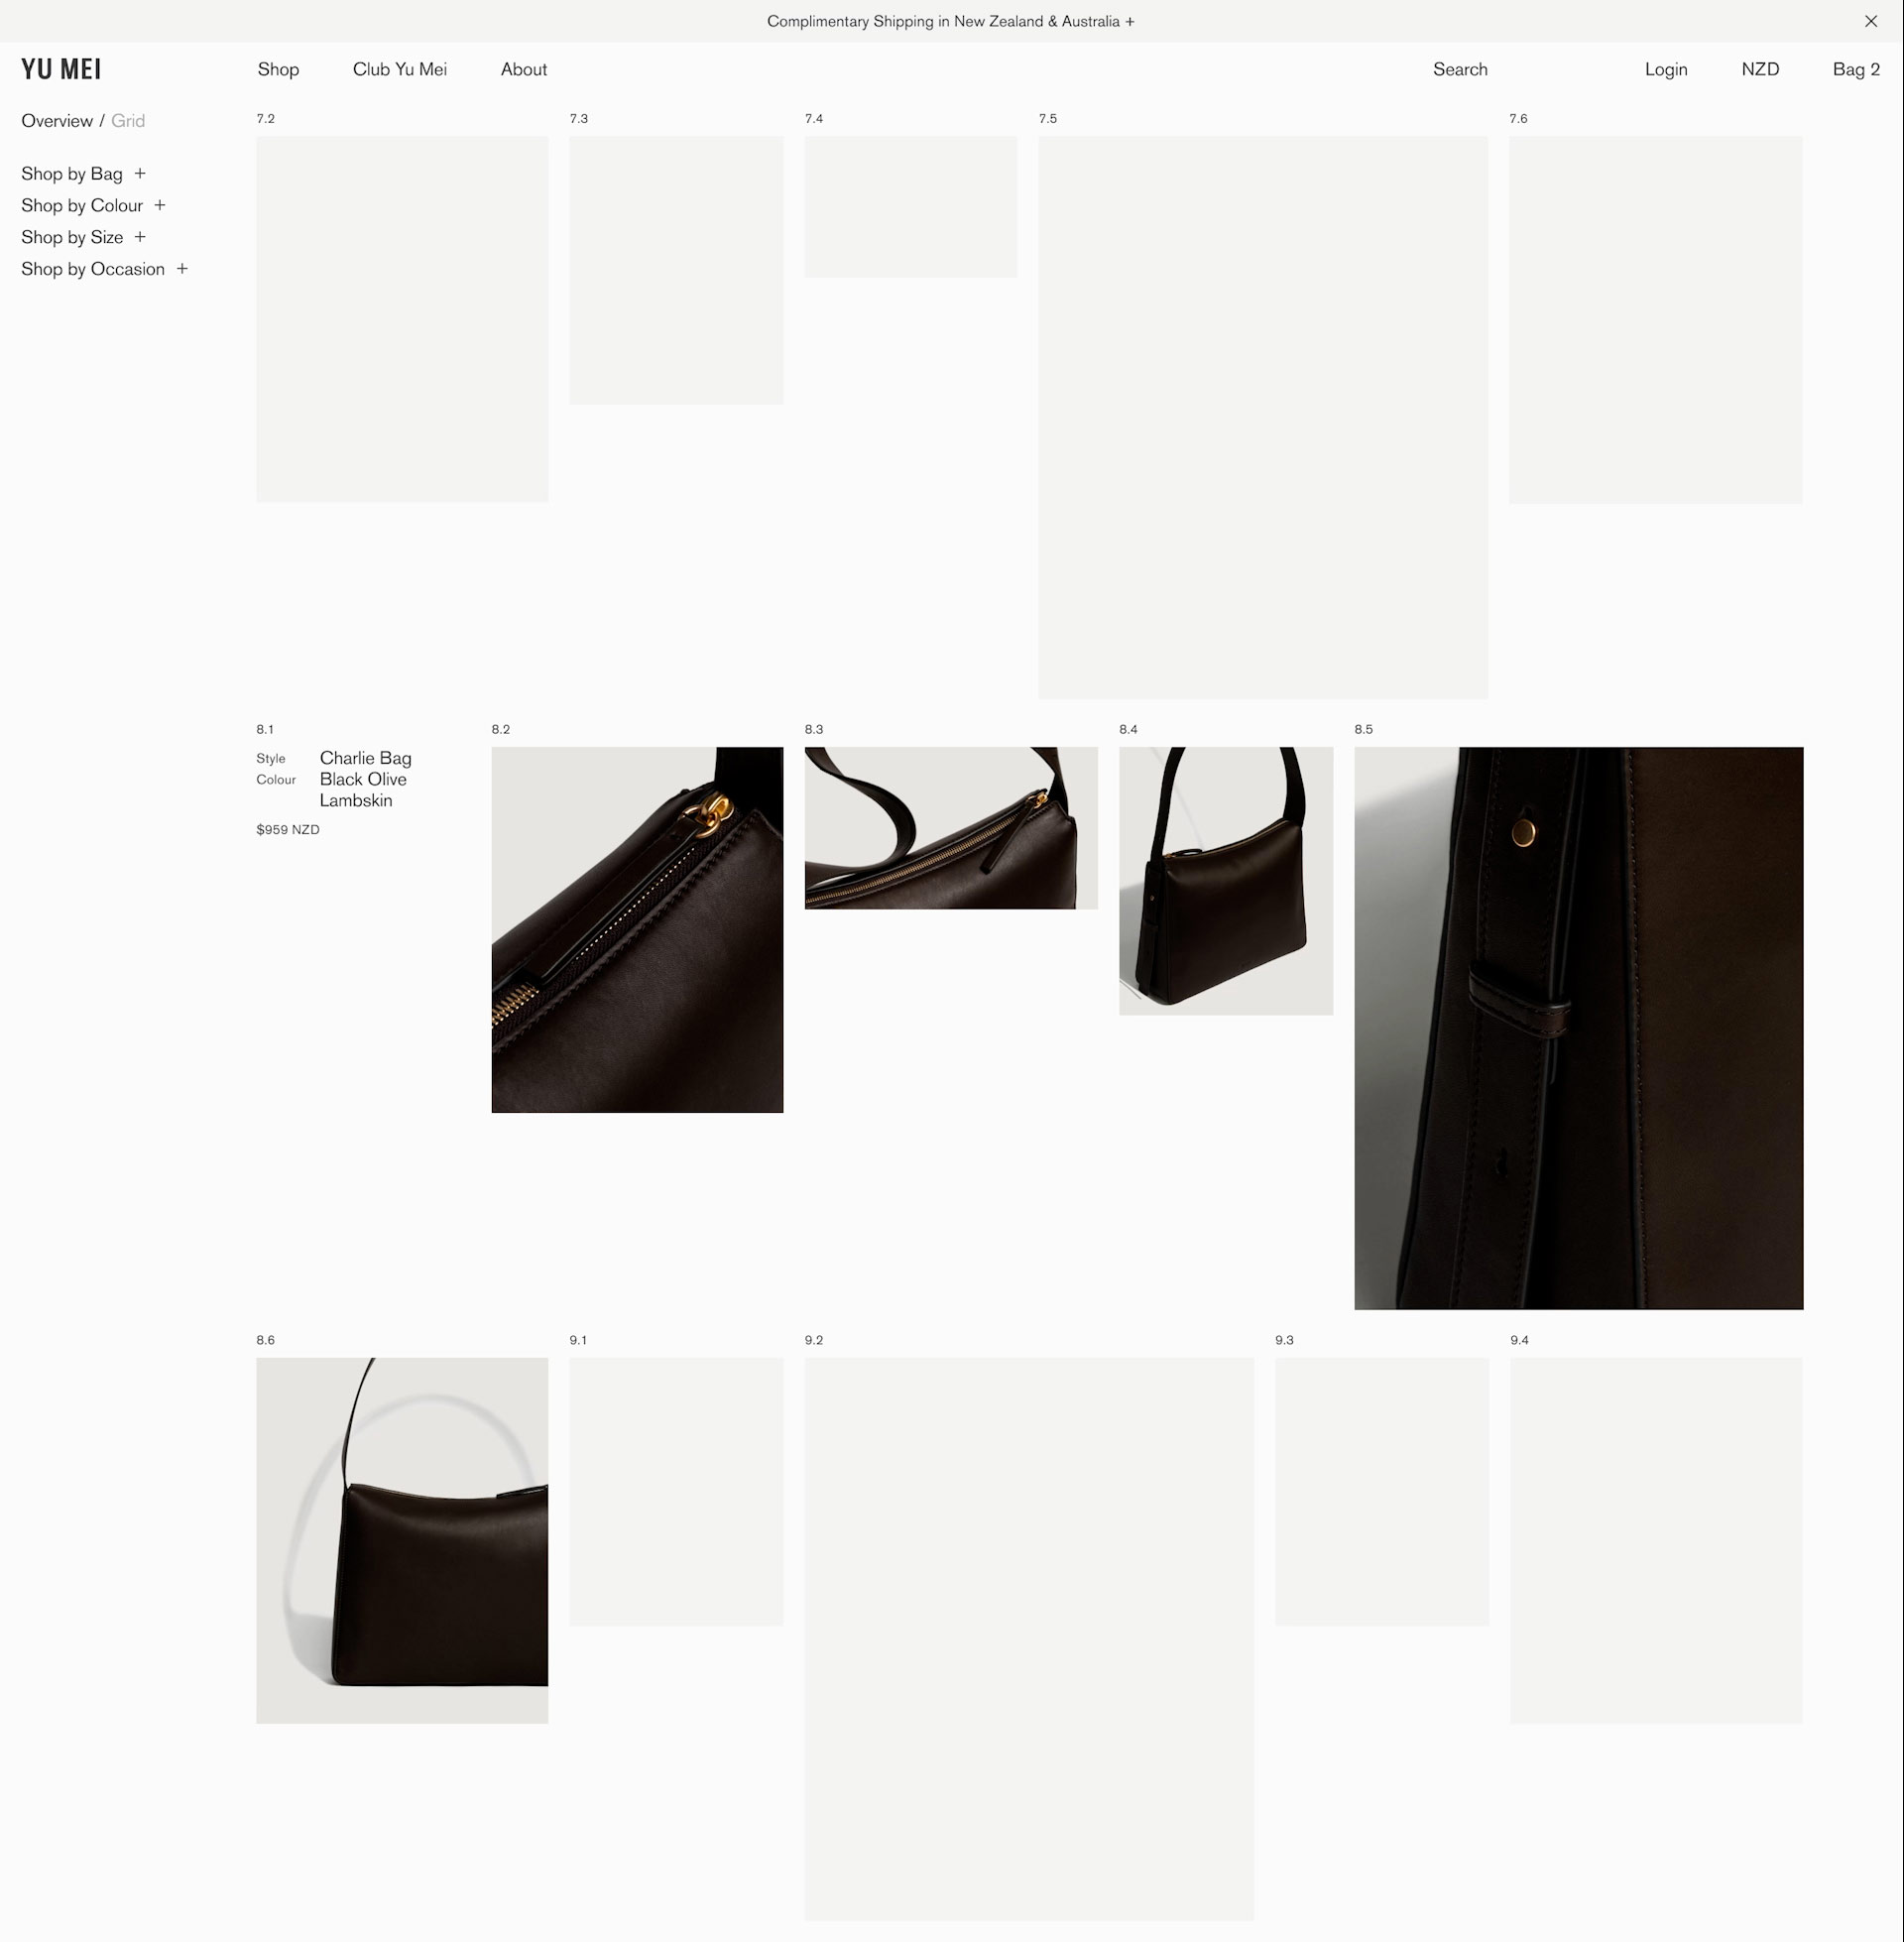 Complimentary Shipping in New Zealand & Australia +
YU MEI
Shop
Club Yu Mei
About
Search
Login
NZD
Bag 2
Overview / Grid
Shop by Bag +
Shop by Colour +
Shop by Size +
Shop by Occasion +
7.2
7.3
7.4
7.5
7.6
8.1
Style Charlie Bag
Colour Black Olive
Lambskin
$959 NZD
8.2
8.3
8.4
8.5
8.6
9.1
9.2
9.3
9.4